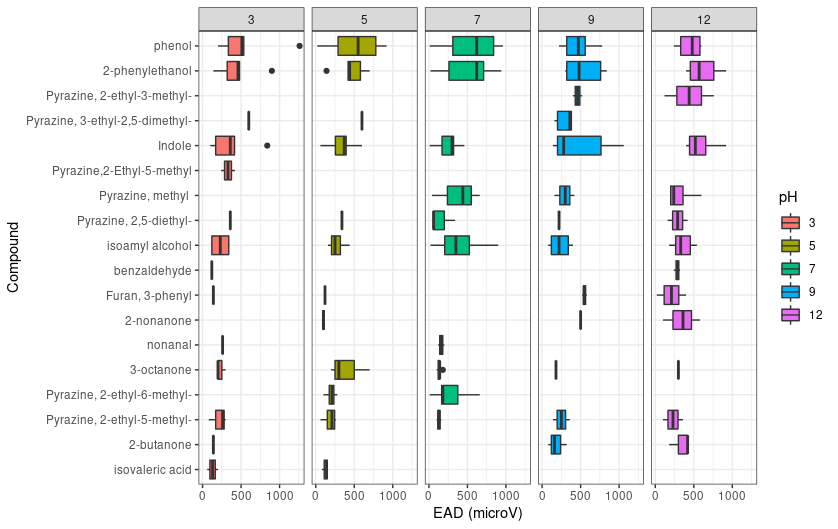 3 5 7 9 12
phenol
2-phenylethanol
Pyrazine, 2-ethyl-3-methyl-
Pyrazine, 3-ethyl-2,5-dimethyl-
Indole
Pyrazine,2-Ethyl-5-methyl
Pyrazine, methyl
Pyrazine, 2,5-diethyl-
isoamyl alcohol
benzaldehyde
Furan, 3-phenyl
2-nonanone
nonanal
3-octanone
Pyrazine, 2-ethyl-6-methyl-
Pyrazine, 2-ethyl-5-methyl-
2-butanone
isovaleric acid
Compound
0 500 1000 0 500 1000 0 500 1000 0 500 1000 0 500 1000
EAD (microV)
pH
3
5
7
9
12